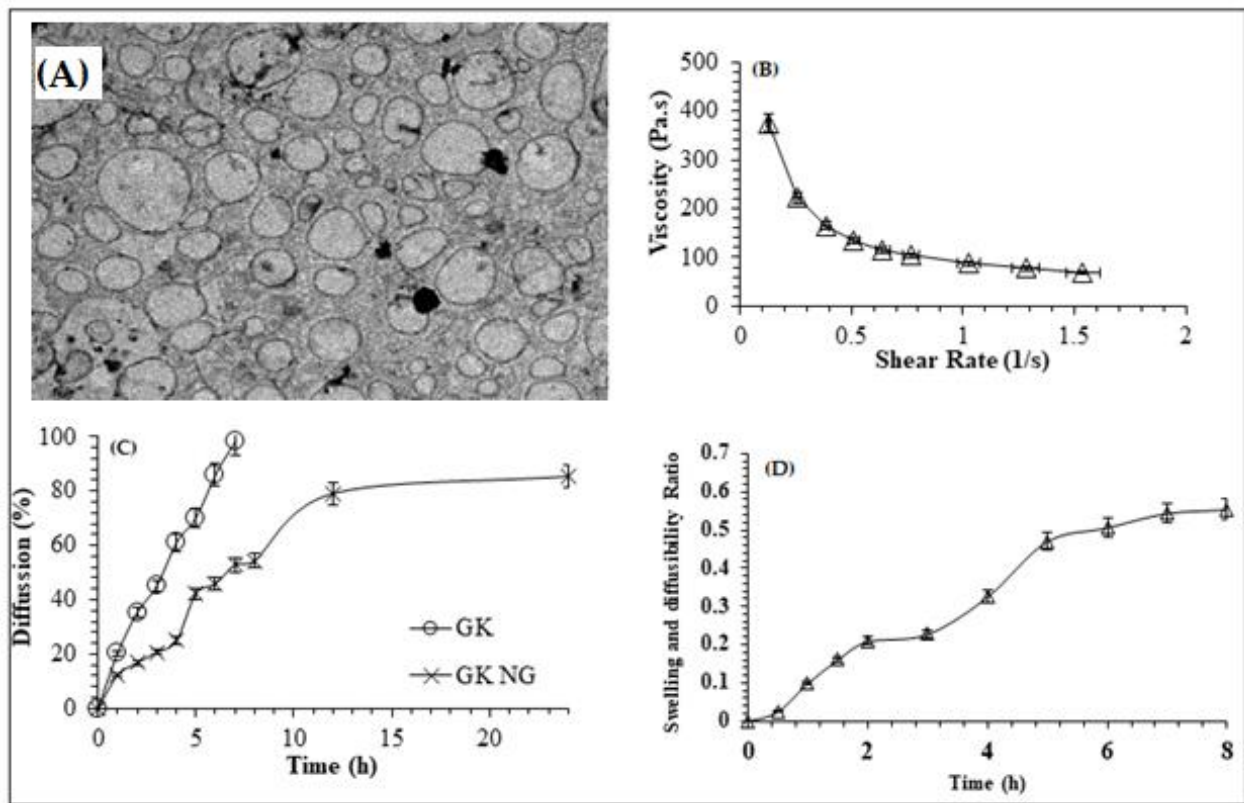 (A)
(B)
500
400
300
200
100
0
Viscosity (Pa.s)
0 0.5 1 1.5 2
Shear Rate (1/s)
(C)
100
80
60
40
20
0
Diffussion (%)
GK
GK NG
0 5 10 15 20
Time (h)
(D)
0.7
0.6
0.5
0.4
0.3
0.2
0.1
0
Swelling and diffusibility Ratio
0 2 4 6 8
Time (h)